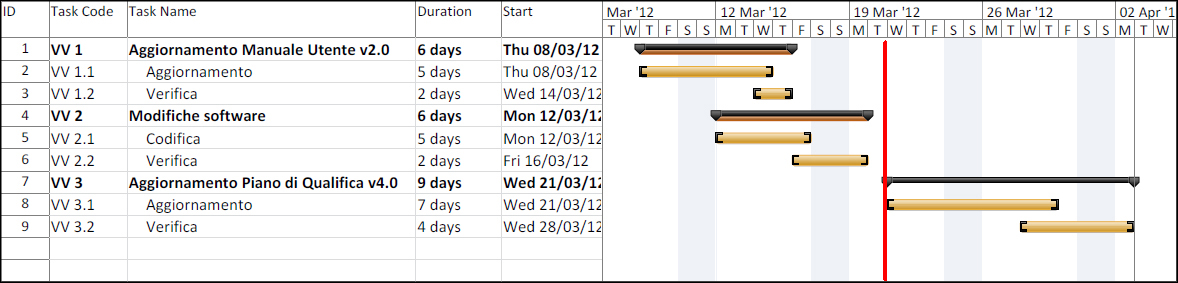 ID Task Code Task Name Duration Start Mar '12 12 Mar '12 19 Mar '12 26 Mar '12 02 Apr '1
T W T F S S M T W T F S S M T W T F S S M T W T F S S M T W
1 VV 1 Aggiornamento Manuale Utente v2.0 6 days Thu 08/03/12
2 VV 1.1 Aggiornamento 5 days Thu 08/03/12
3 VV 1.2 Verifica 2 days Wed 14/03/12
4 VV 2 Modifiche software 6 days Mon 12/03/12
5 VV 2.1 Codifica 5 days Mon 12/03/12
6 VV 2.2 Verifica 2 days Fri 16/03/12
7 VV 3 Aggiornamento Piano di Qualifica v4.0 9 days Wed 21/03/12
8 VV 3.1 Aggiornamento 7 days Wed 21/03/12
9 VV 3.2 Verifica 4 days Wed 28/03/12